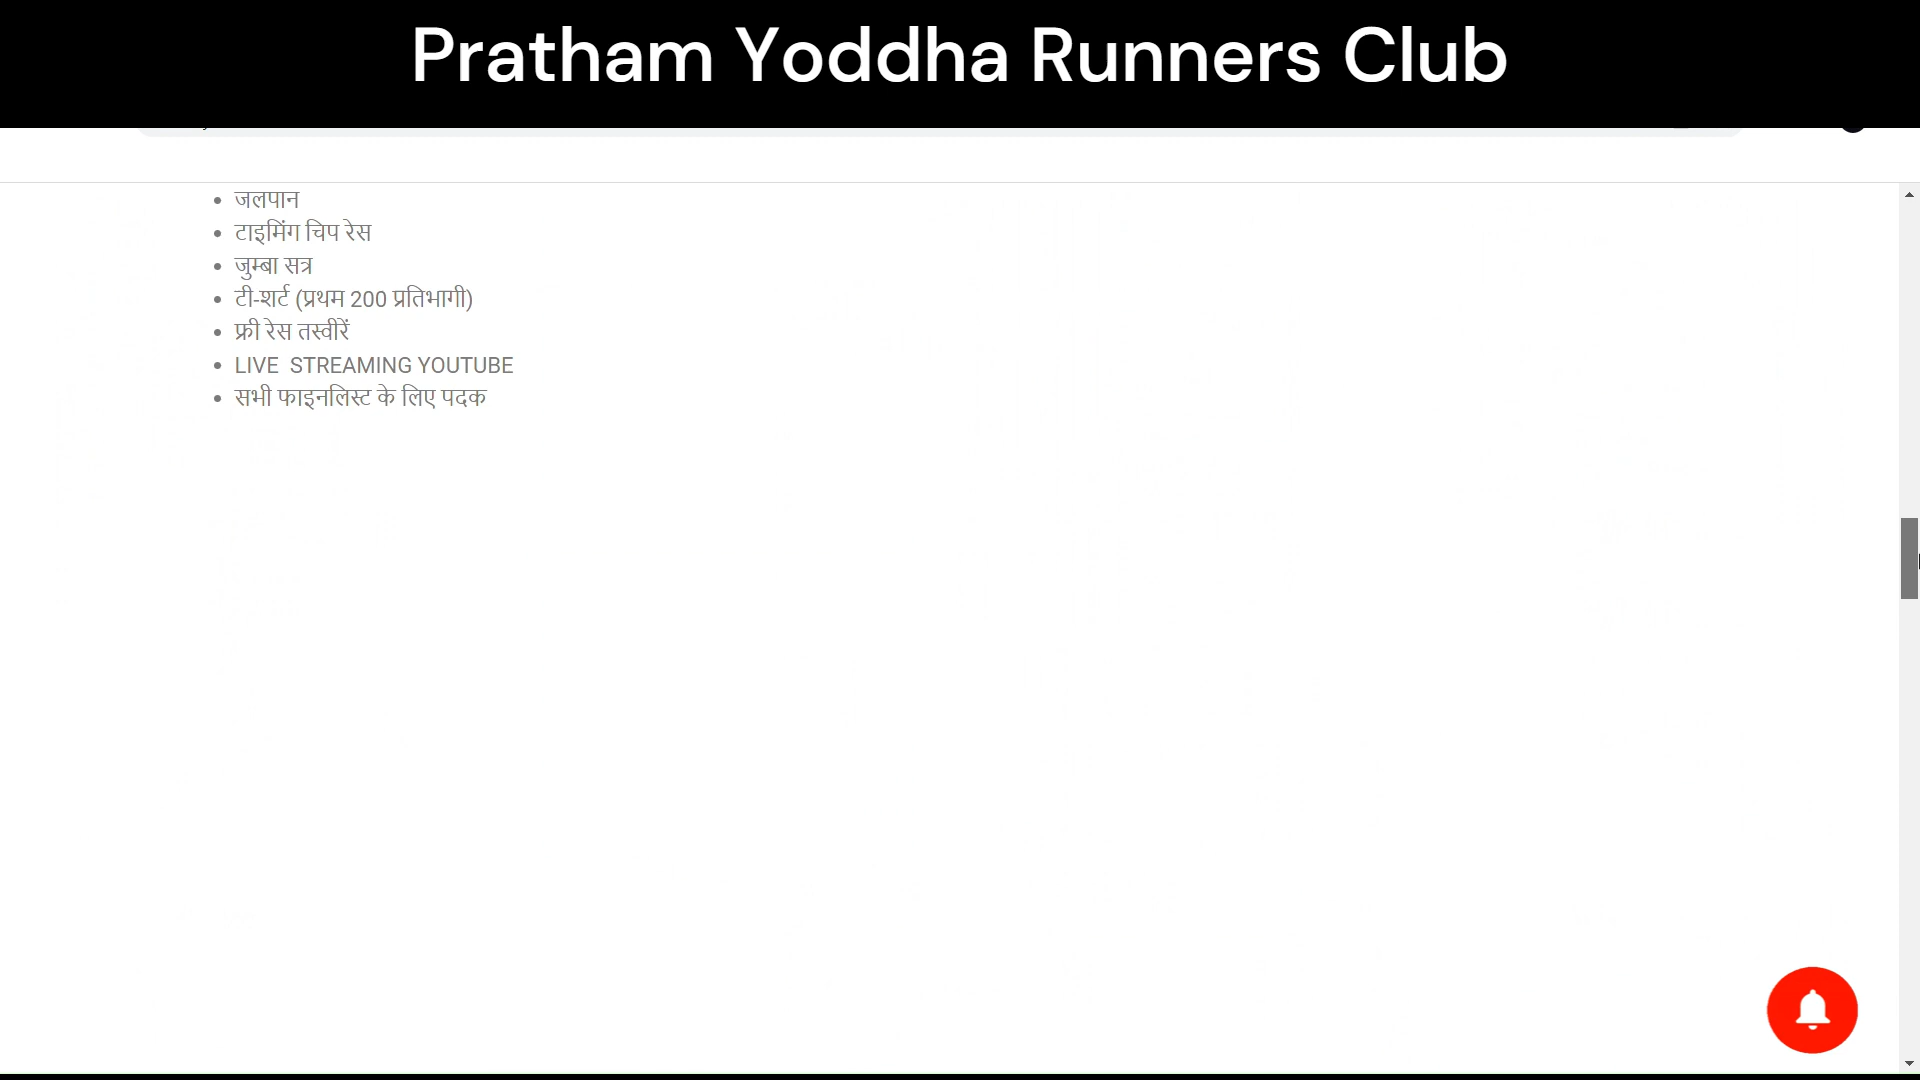 Pratham Yoddha Runners Club
जलपान
टाइमिंग चिप रेस
जुम्बा सत्र
टी-शर्ट (प्रथम 200 प्रतिभागी)
फ्री रेस तस्वीरें
LIVE STREAMING YOUTUBE
सभी फाइनलिस्ट के लिए पदक